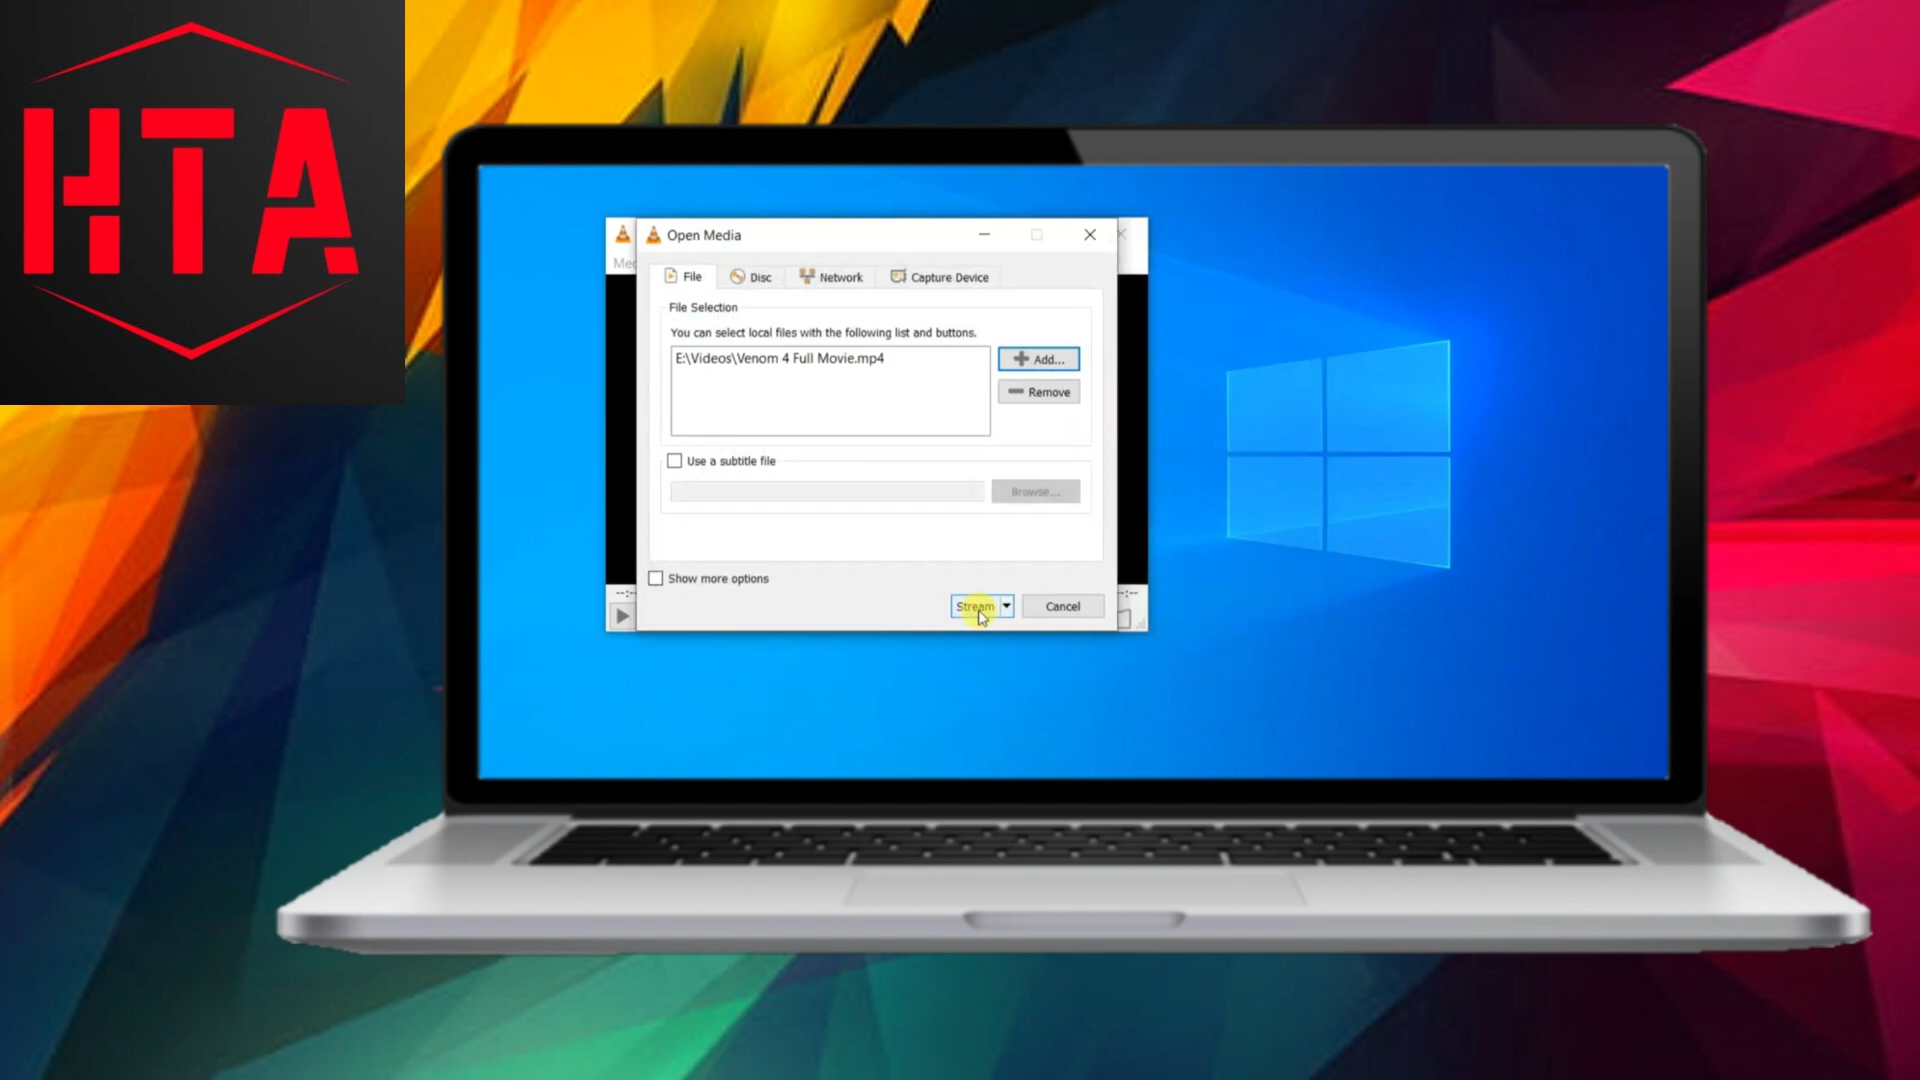 HTA
Open Media
Med
File
Disc
Network
Capture Device
File Selection
You can select local files with the following list and buttons.
E:\Videos\Venom 4 Full Movie.mp4
Add...
Remove
Use a subtitle file
Browse...
Show more options
--:--
--:--
Stream
Cancel